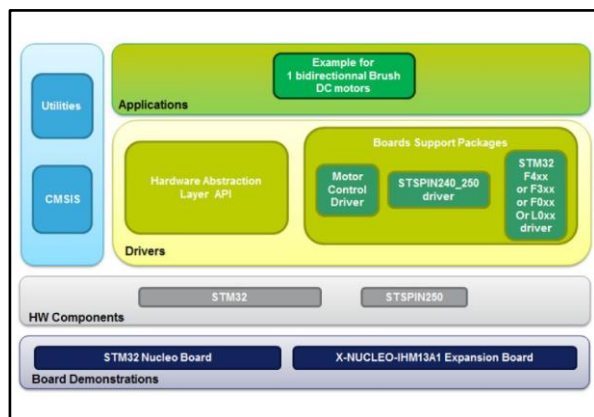 Utilities
CMSIS
Example for
1 bidirectionnal Brush
DC motors
Applications
Hardware Abstraction
Layer API
Boards Support Packages
Motor
Control
Driver
STSPIN240_250
driver
STM32
F4xx
or F3xx
or F0xx
Or L0xx
driver
Drivers
STM32
STSPIN250
HW Components
STM32 Nucleo Board
X-NUCLEO-IHM13A1 Expansion Board
Board Demonstrations